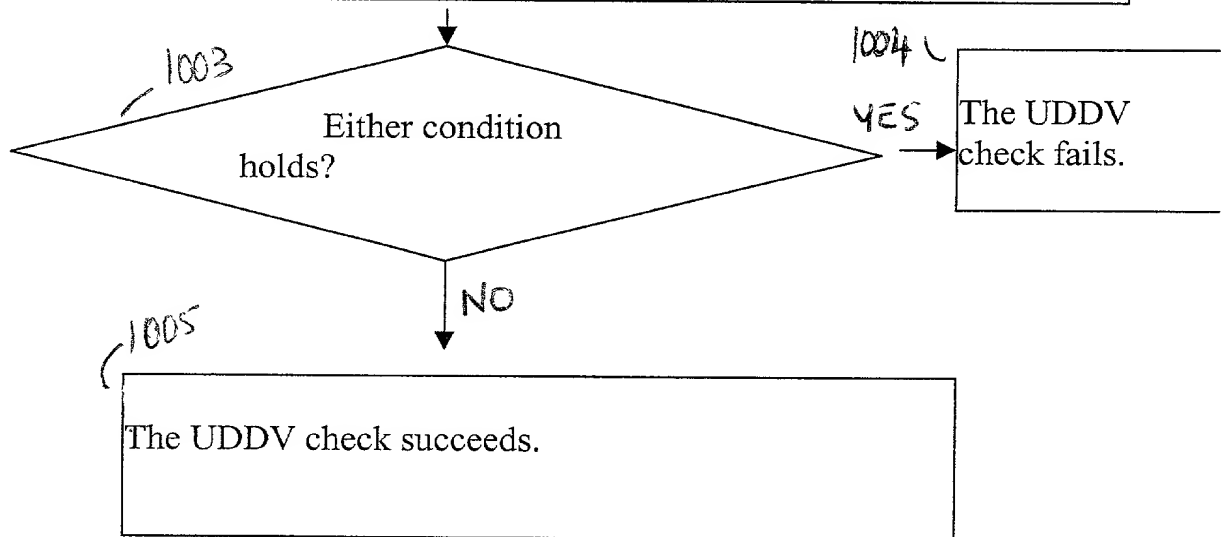 1003
Either condition
holds?
1004
YES
The UDDV
check fails.
NO
1005
The UDDV check succeeds.